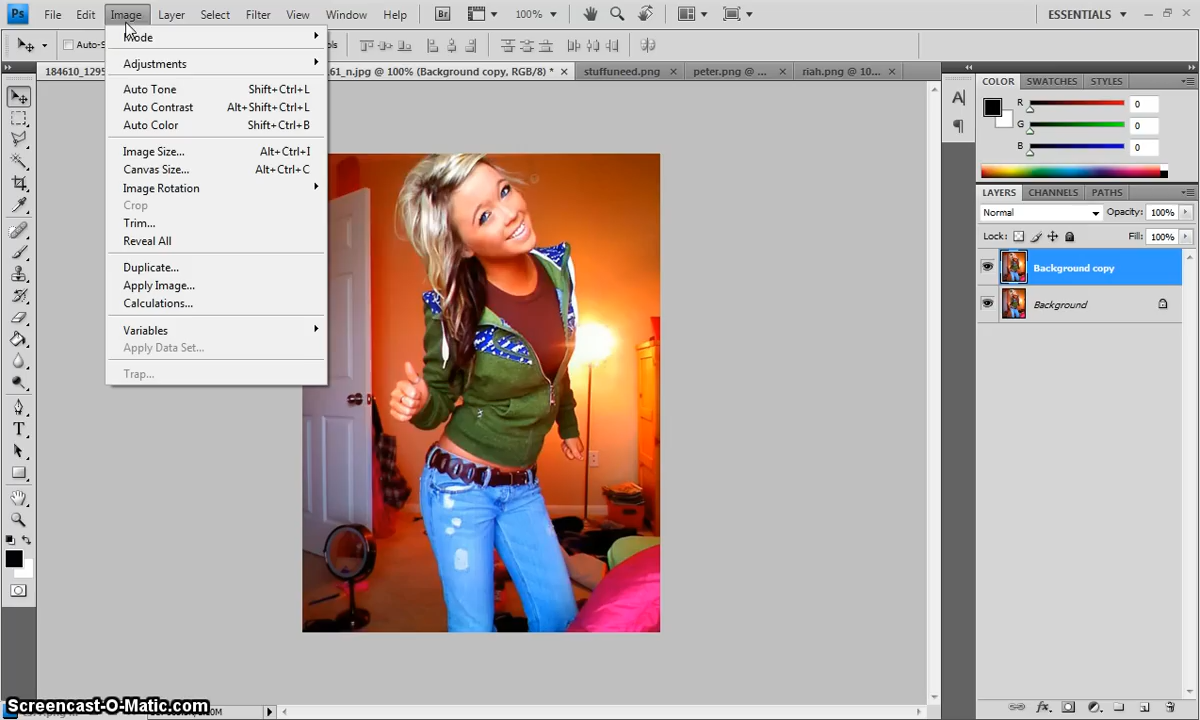 Ps File Edit Image Layer Select Filter View Window Help Br 100% ESSENTIALS
Auto-S
184610_1295 61_n.jpg @ 100% (Background copy, RGB/8) * stuffuneed.png peter.png @ ... riah.png @ 10...
Mode
Adjustments
Auto Tone Shift+Ctrl+L
Auto Contrast Alt+Shift+Ctrl+L
Auto Color Shift+Ctrl+B
Image Size... Alt+Ctrl+I
Canvas Size... Alt+Ctrl+C
Image Rotation
Crop
Trim...
Reveal All
Duplicate...
Apply Image...
Calculations...
Variables
Apply Data Set...
Trap...
COLOR SWATCHES STYLES
R 0
G 0
B 0
LAYERS CHANNELS PATHS
Normal Opacity: 100%
Lock: Fill: 100%
Background copy
Background
Screencast-O-Matic.com